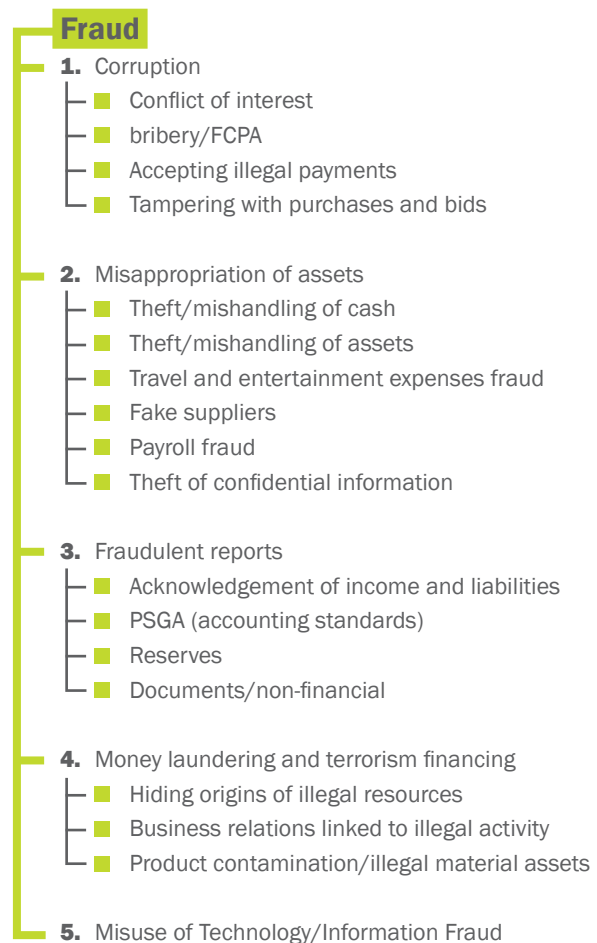 Fraud
1. Corruption
Conflict of interest
bribery/FCPA
Accepting illegal payments
Tampering with purchases and bids
2. Misappropriation of assets
Theft/mishandling of cash
Theft/mishandling of assets
Travel and entertainment expenses fraud
Fake suppliers
Payroll fraud
Theft of confidential information
3. Fraudulent reports
Acknowledgement of income and liabilities
PSGA (accounting standards)
Reserves
Documents/non-financial
4. Money laundering and terrorism financing
Hiding origins of illegal resources
Business relations linked to illegal activity
Product contamination/illegal material assets
5. Misuse of Technology/Information Fraud